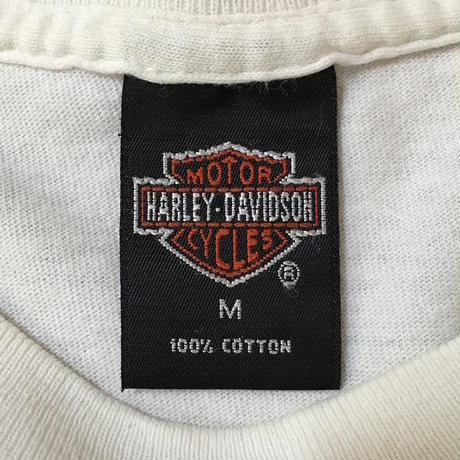 MOTOR
HARLEY-DAVIDSON
CYCLES
®
M
100% COTTON